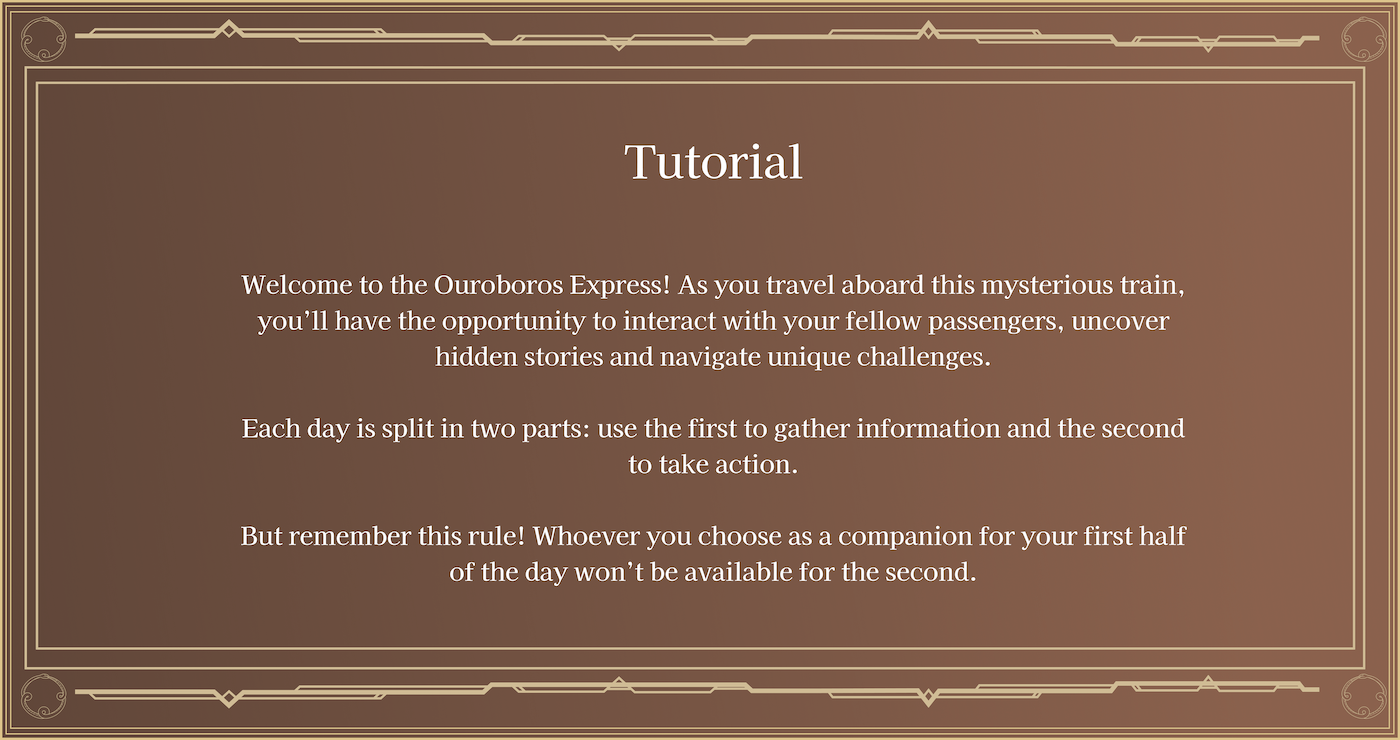 Tutorial
Welcome to the Ouroboros Express! As you travel aboard this mysterious train,
you’ll have the opportunity to interact with your fellow passengers, uncover
hidden stories and navigate unique challenges.
Each day is split in two parts: use the first to gather information and the second
to take action.
But remember this rule! Whoever you choose as a companion for your first half
of the day won’t be available for the second.